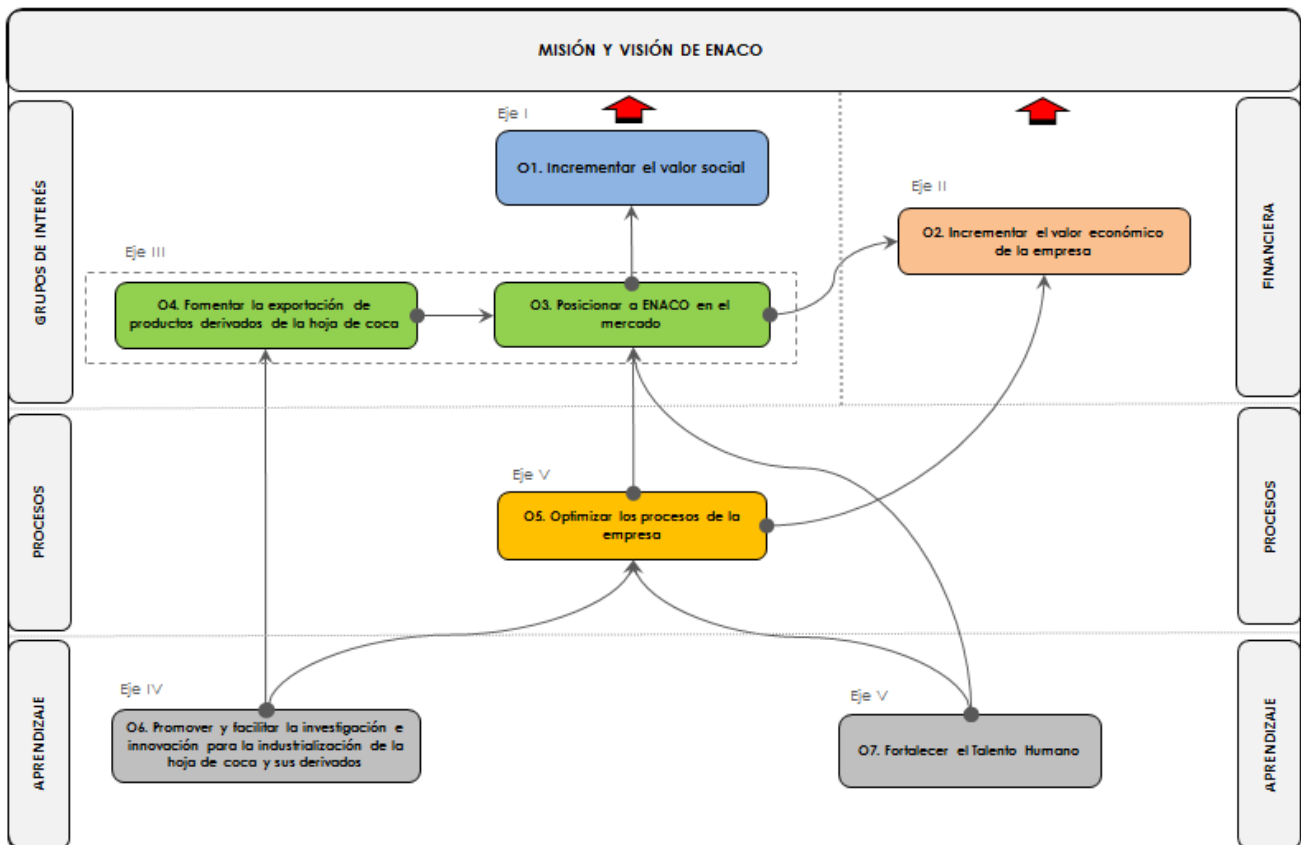 MISIÓN Y VISIÓN DE ENACO
GRUPOS DE INTERÉS
FINANCIERA
Eje I
O1. Incrementar el valor social
Eje II
O2. Incrementar el valor económico
de la empresa
Eje III
O4. Fomentar la exportación de
productos derivados de la hoja de coca
O3. Posicionar a ENACO en el
mercado
PROCESOS
PROCESOS
Eje V
O5. Optimizar los procesos de la
empresa
APRENDIZAJE
APRENDIZAJE
Eje IV
O6. Promover y facilitar la investigación e
innovación para la industrialización de la
hoja de coca y sus derivados
Eje V
O7. Fortalecer el Talento Humano